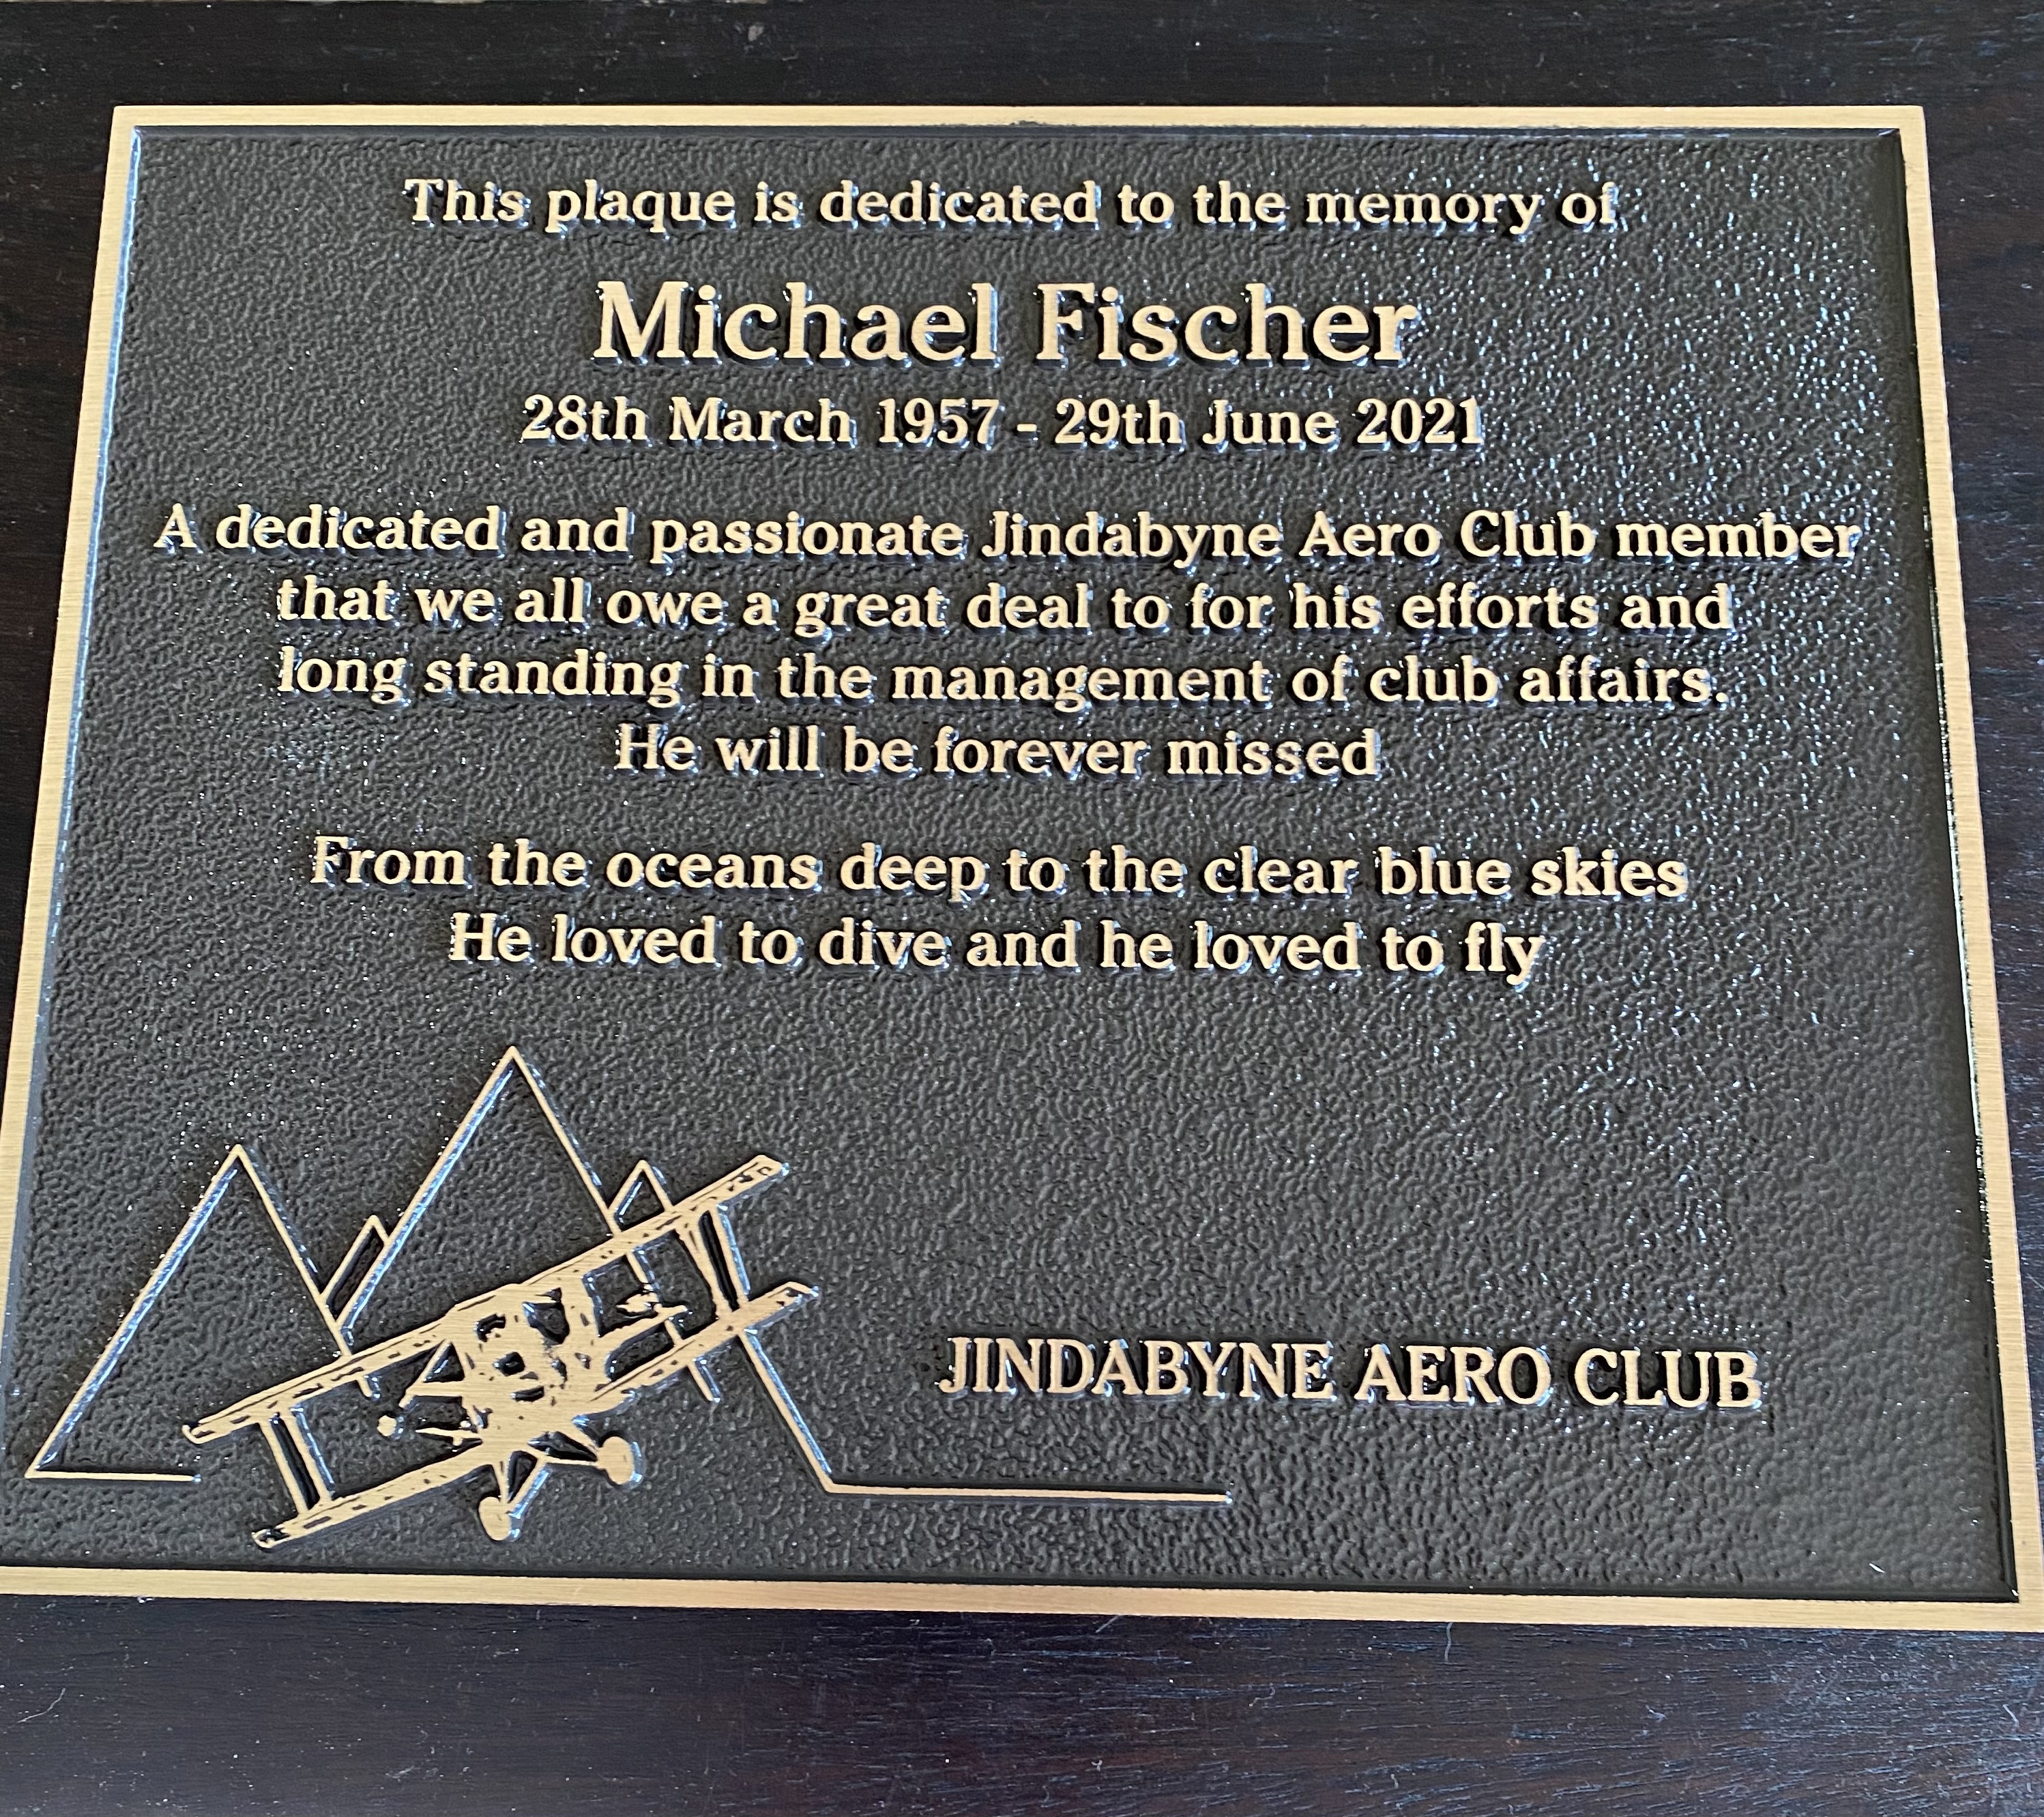 This plaque is dedicated to the memory of
Michael Fischer
28th March 1957 - 29th June 2021
A dedicated and passionate Jindabyne Aero Club member
that we all owe a great deal to for his efforts and
long standing in the management of club affairs.
He will be forever missed
From the oceans deep to the clear blue skies
He loved to dive and he loved to fly
JINDABYNE AERO CLUB